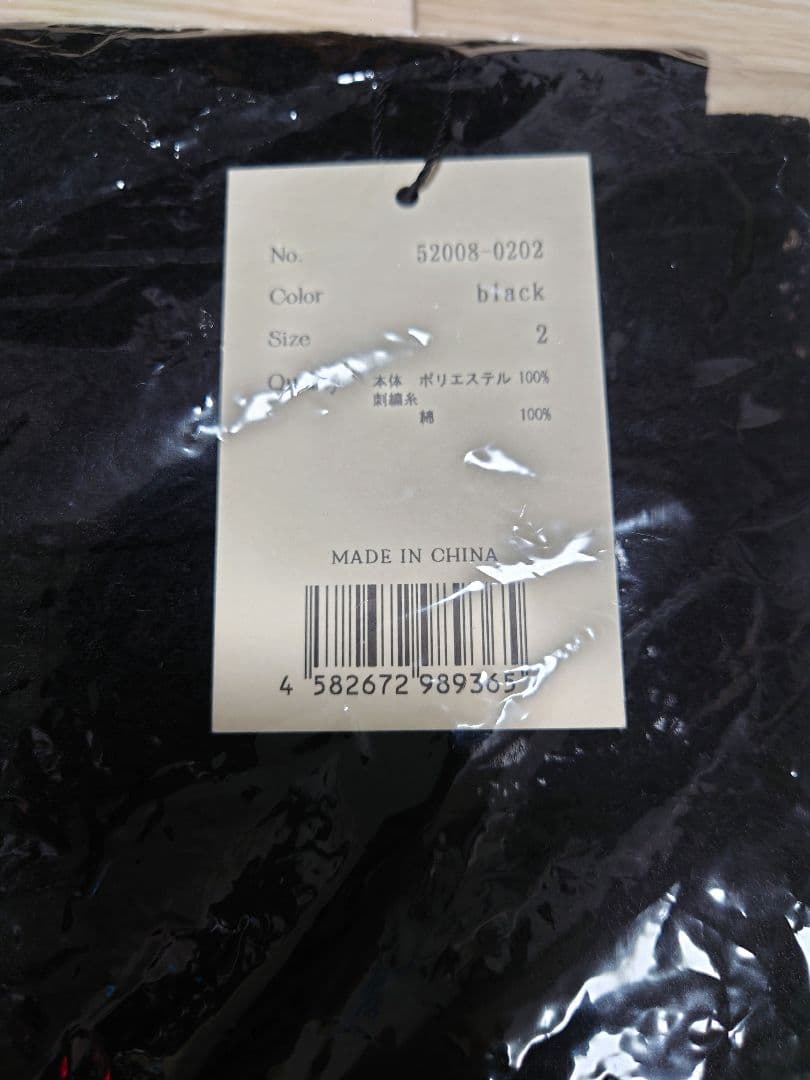 No. 52008-0202
Color black
Size 2
本体 ポリエステル 100%
刺繍糸
綿 100%
MADE IN CHINA
4 582672 989365